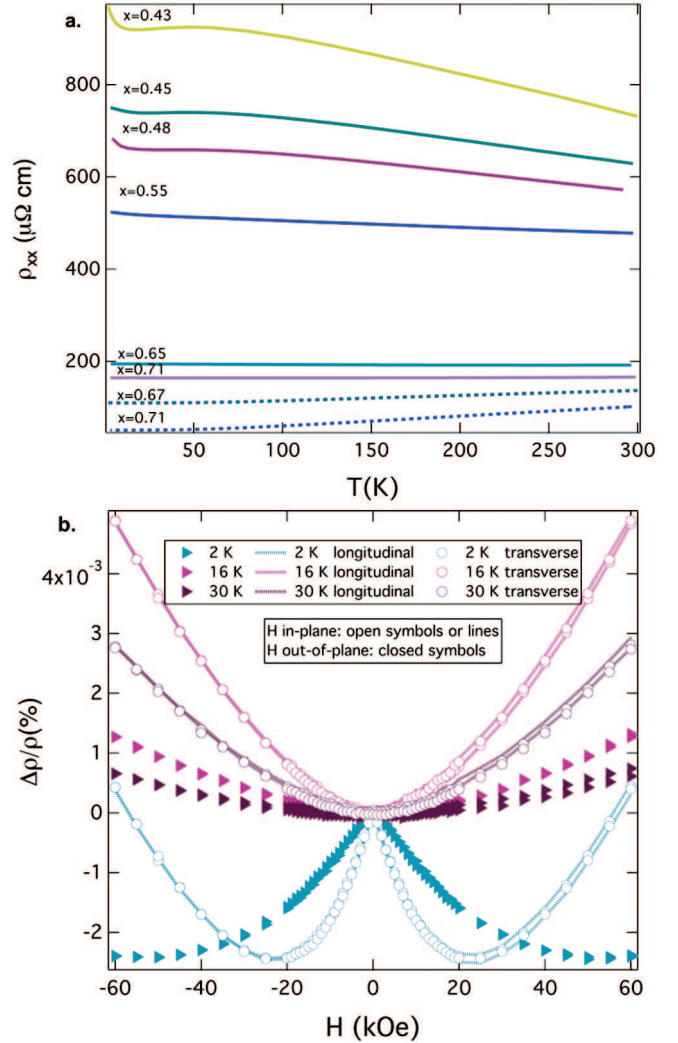 a.
x=0.43
800
x=0.45
x=0.48
600
x=0.55
400
x=0.65
200
x=0.71
x=0.67
x=0.71
ρxx (μΩ cm)
50 100 150 200 250 300
T(K)
b.
2 K 2 K longitudinal 2 K transverse
4x10-3
16 K 16 K longitudinal 16 K transverse
30 K 30 K longitudinal 30 K transverse
3
H in-plane: open symbols or lines
H out-of-plane: closed symbols
2
1
0
-1
-2
Δρ/ρ(%)
-60 -40 -20 0 20 40 60
H (kOe)